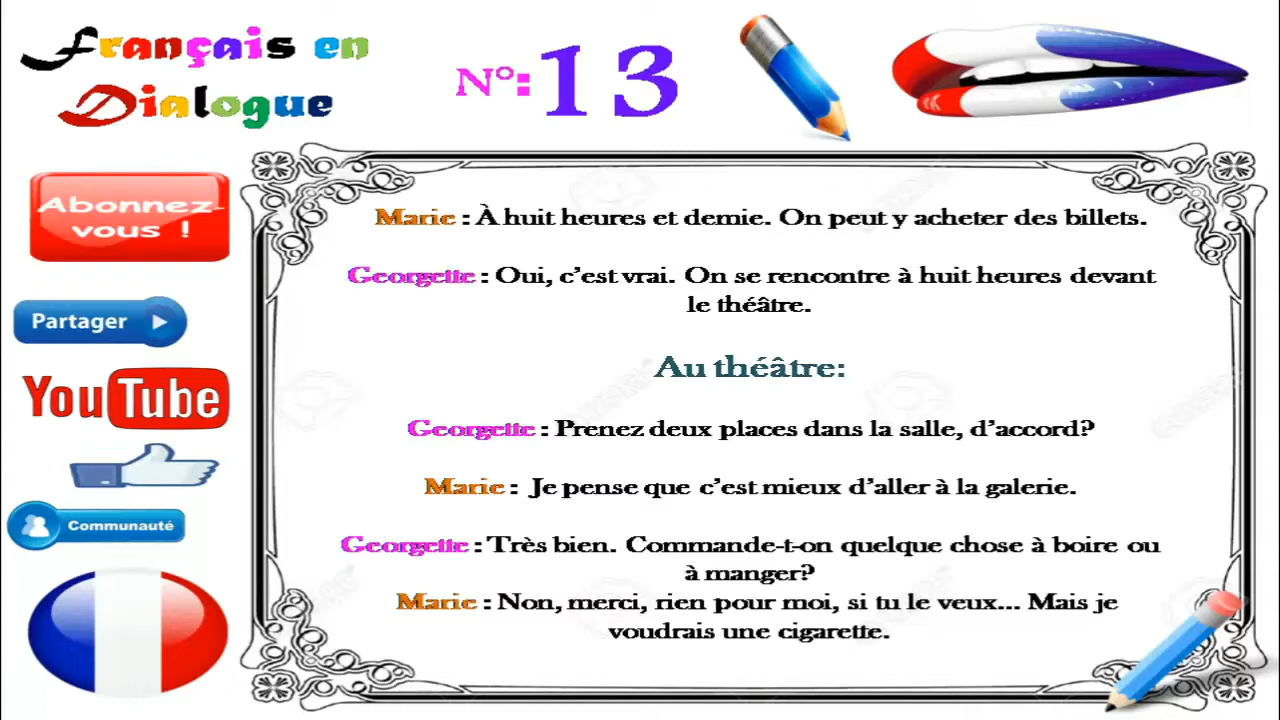 Français en
Dialogue
N°:13
Abonnez-
vous !
Partager
YouTube
Communauté
Marie : À huit heures et demie. On peut y acheter des billets.
Georgette : Oui, c’est vrai. On se rencontre à huit heures devant
le théâtre.
Au théâtre:
Georgette : Prenez deux places dans la salle, d’accord?
Marie : Je pense que c’est mieux d’aller à la galerie.
Georgette : Très bien. Commande-t-on quelque chose à boire ou
à manger?
Marie : Non, merci, rien pour moi, si tu le veux... Mais je
voudrais une cigarette.